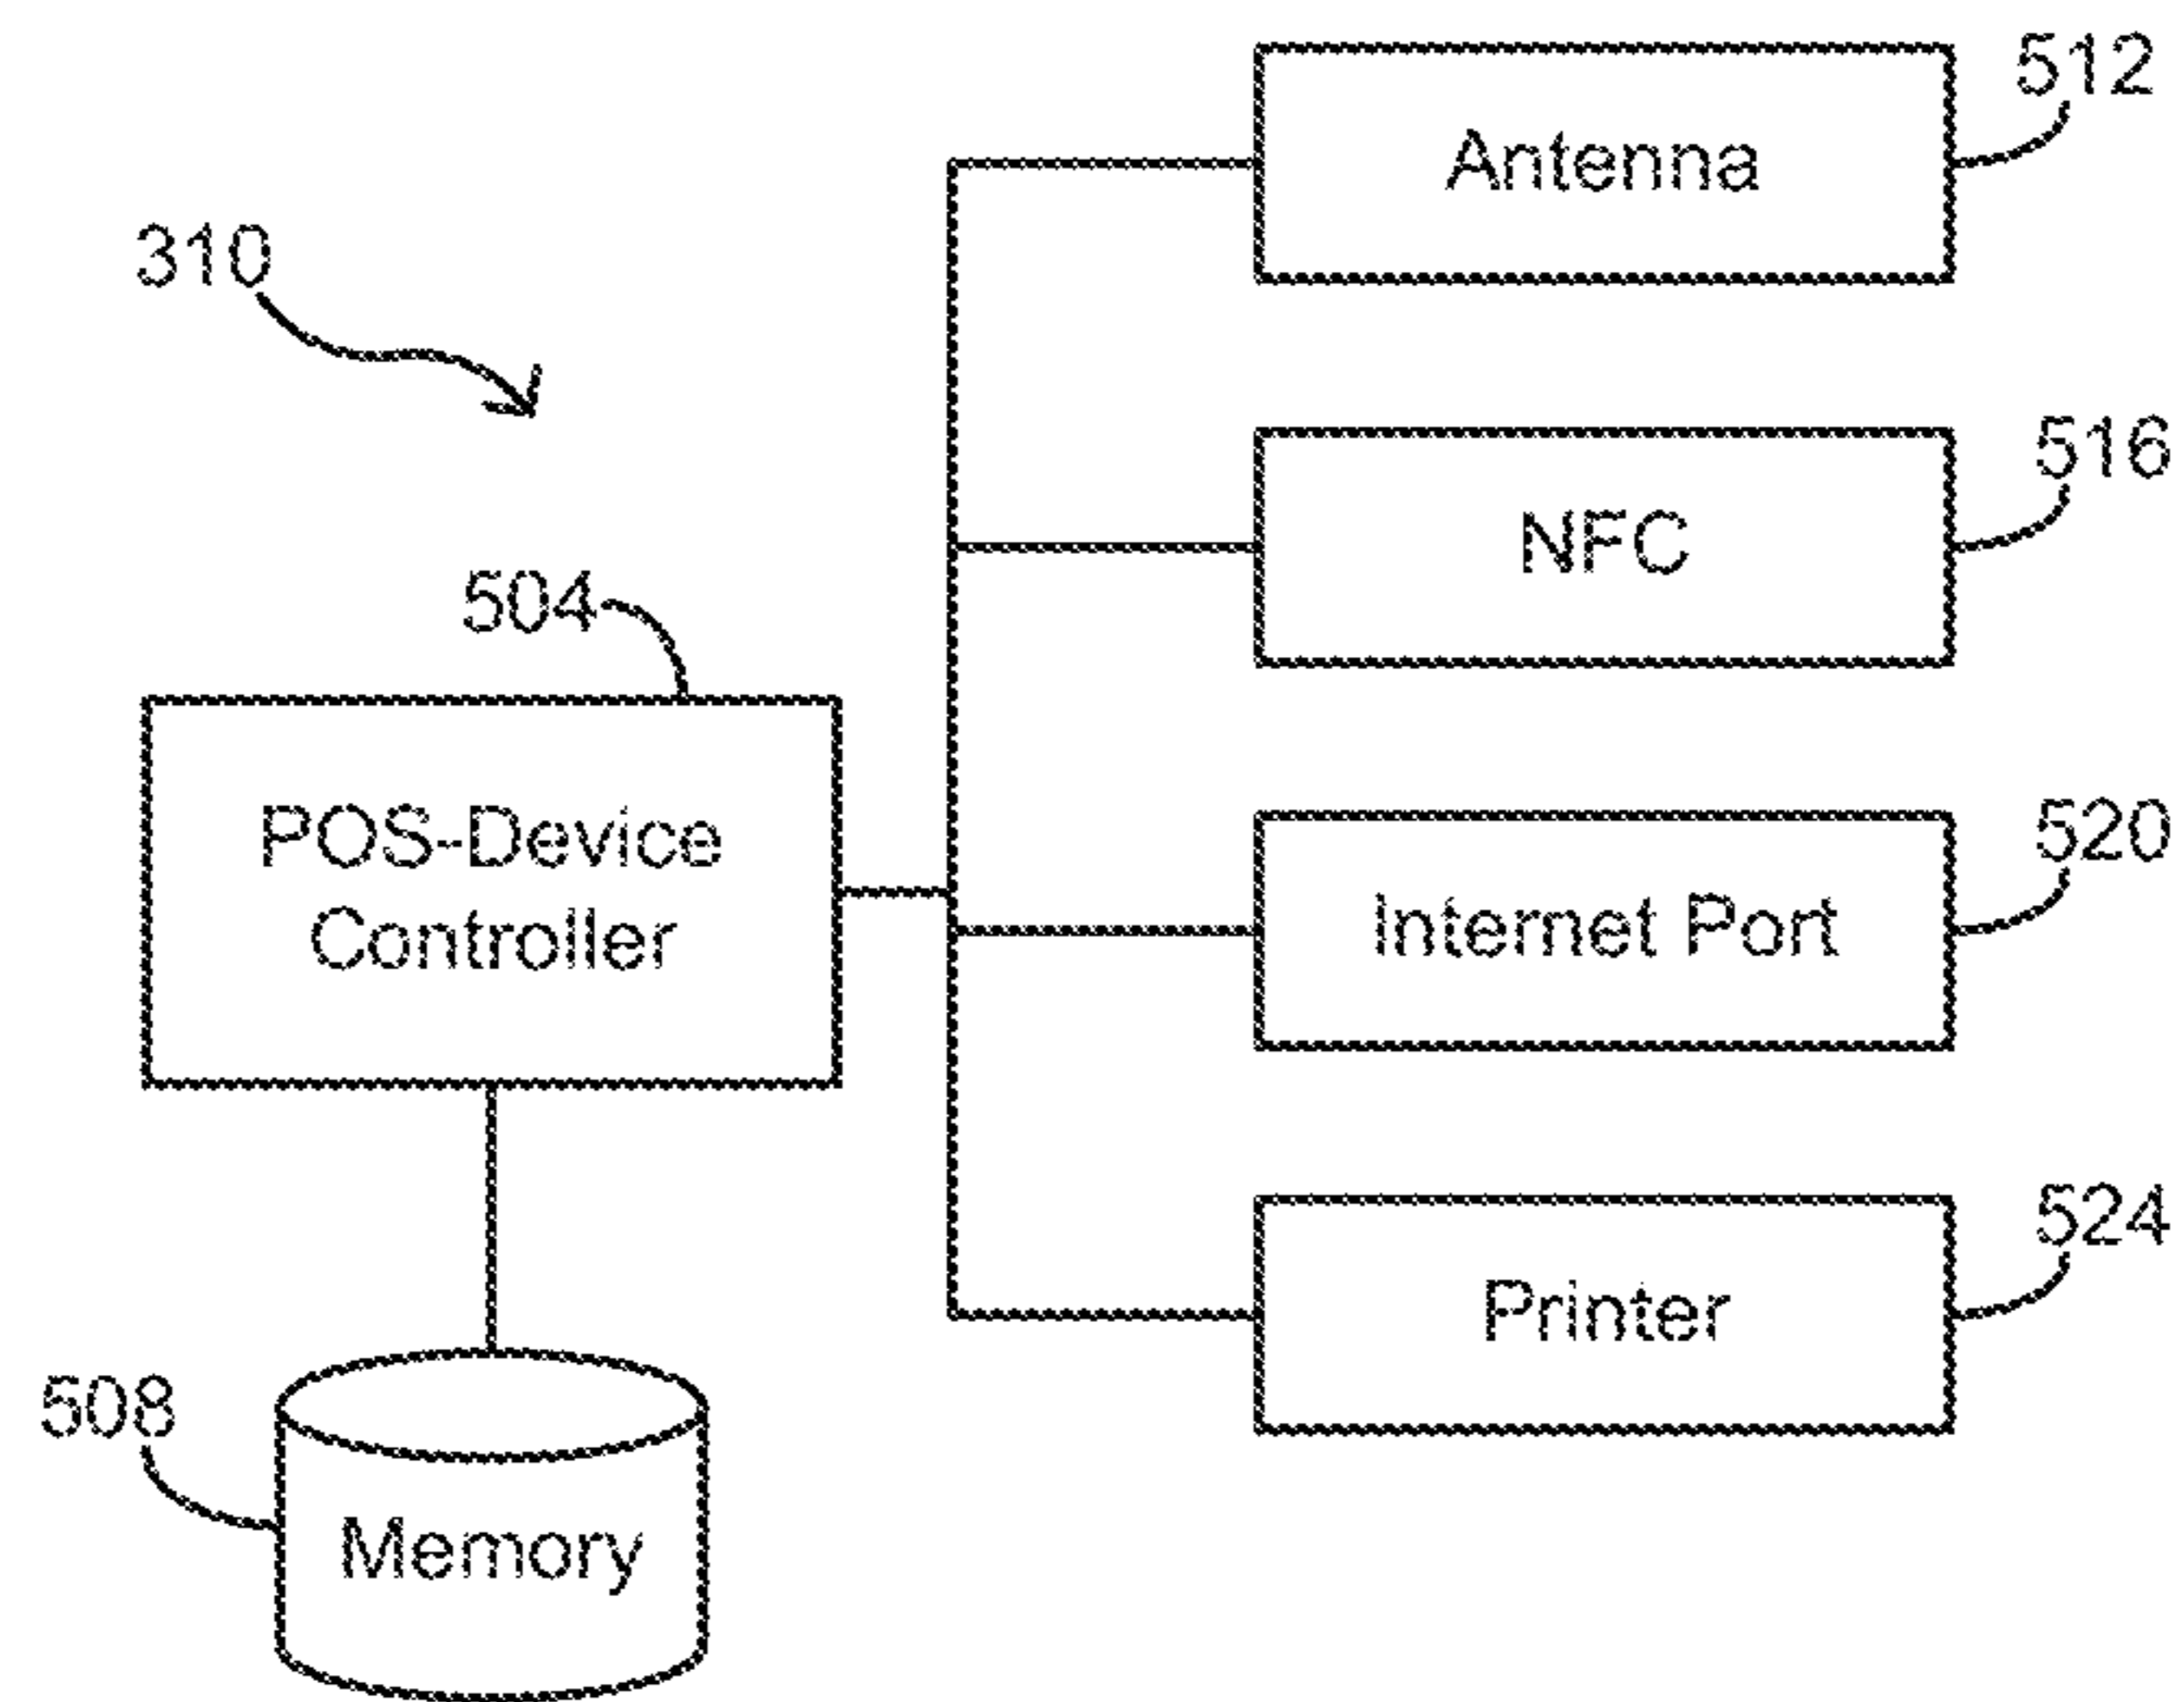 512
Antenna
310
516
NFC
504
520
POS-Device
Controller
Internet Port
524
Printer
508
Memory